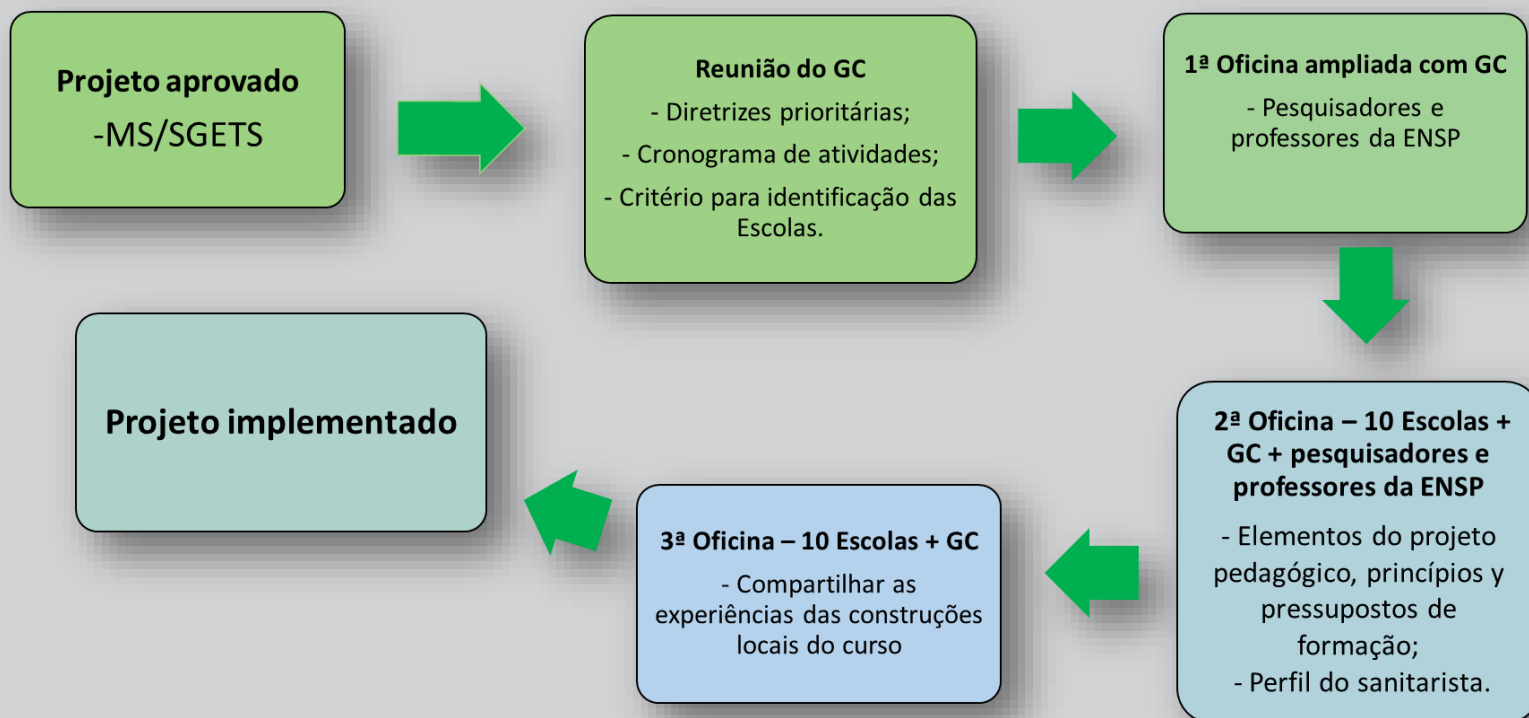 Projeto aprovado
-MS/SGETS
Reunião do GC
- Diretrizes prioritárias;
- Cronograma de atividades;
- Critério para identificação das
Escolas.
1ª Oficina ampliada com GC
- Pesquisadores e
professores da ENSP
2ª Oficina – 10 Escolas +
GC + pesquisadores e
professores da ENSP
- Elementos do projeto
pedagógico, princípios y
pressupostos de
formação;
- Perfil do sanitarista.
3ª Oficina – 10 Escolas + GC
- Compartilhar as
experiências das construções
locais do curso
Projeto implementado